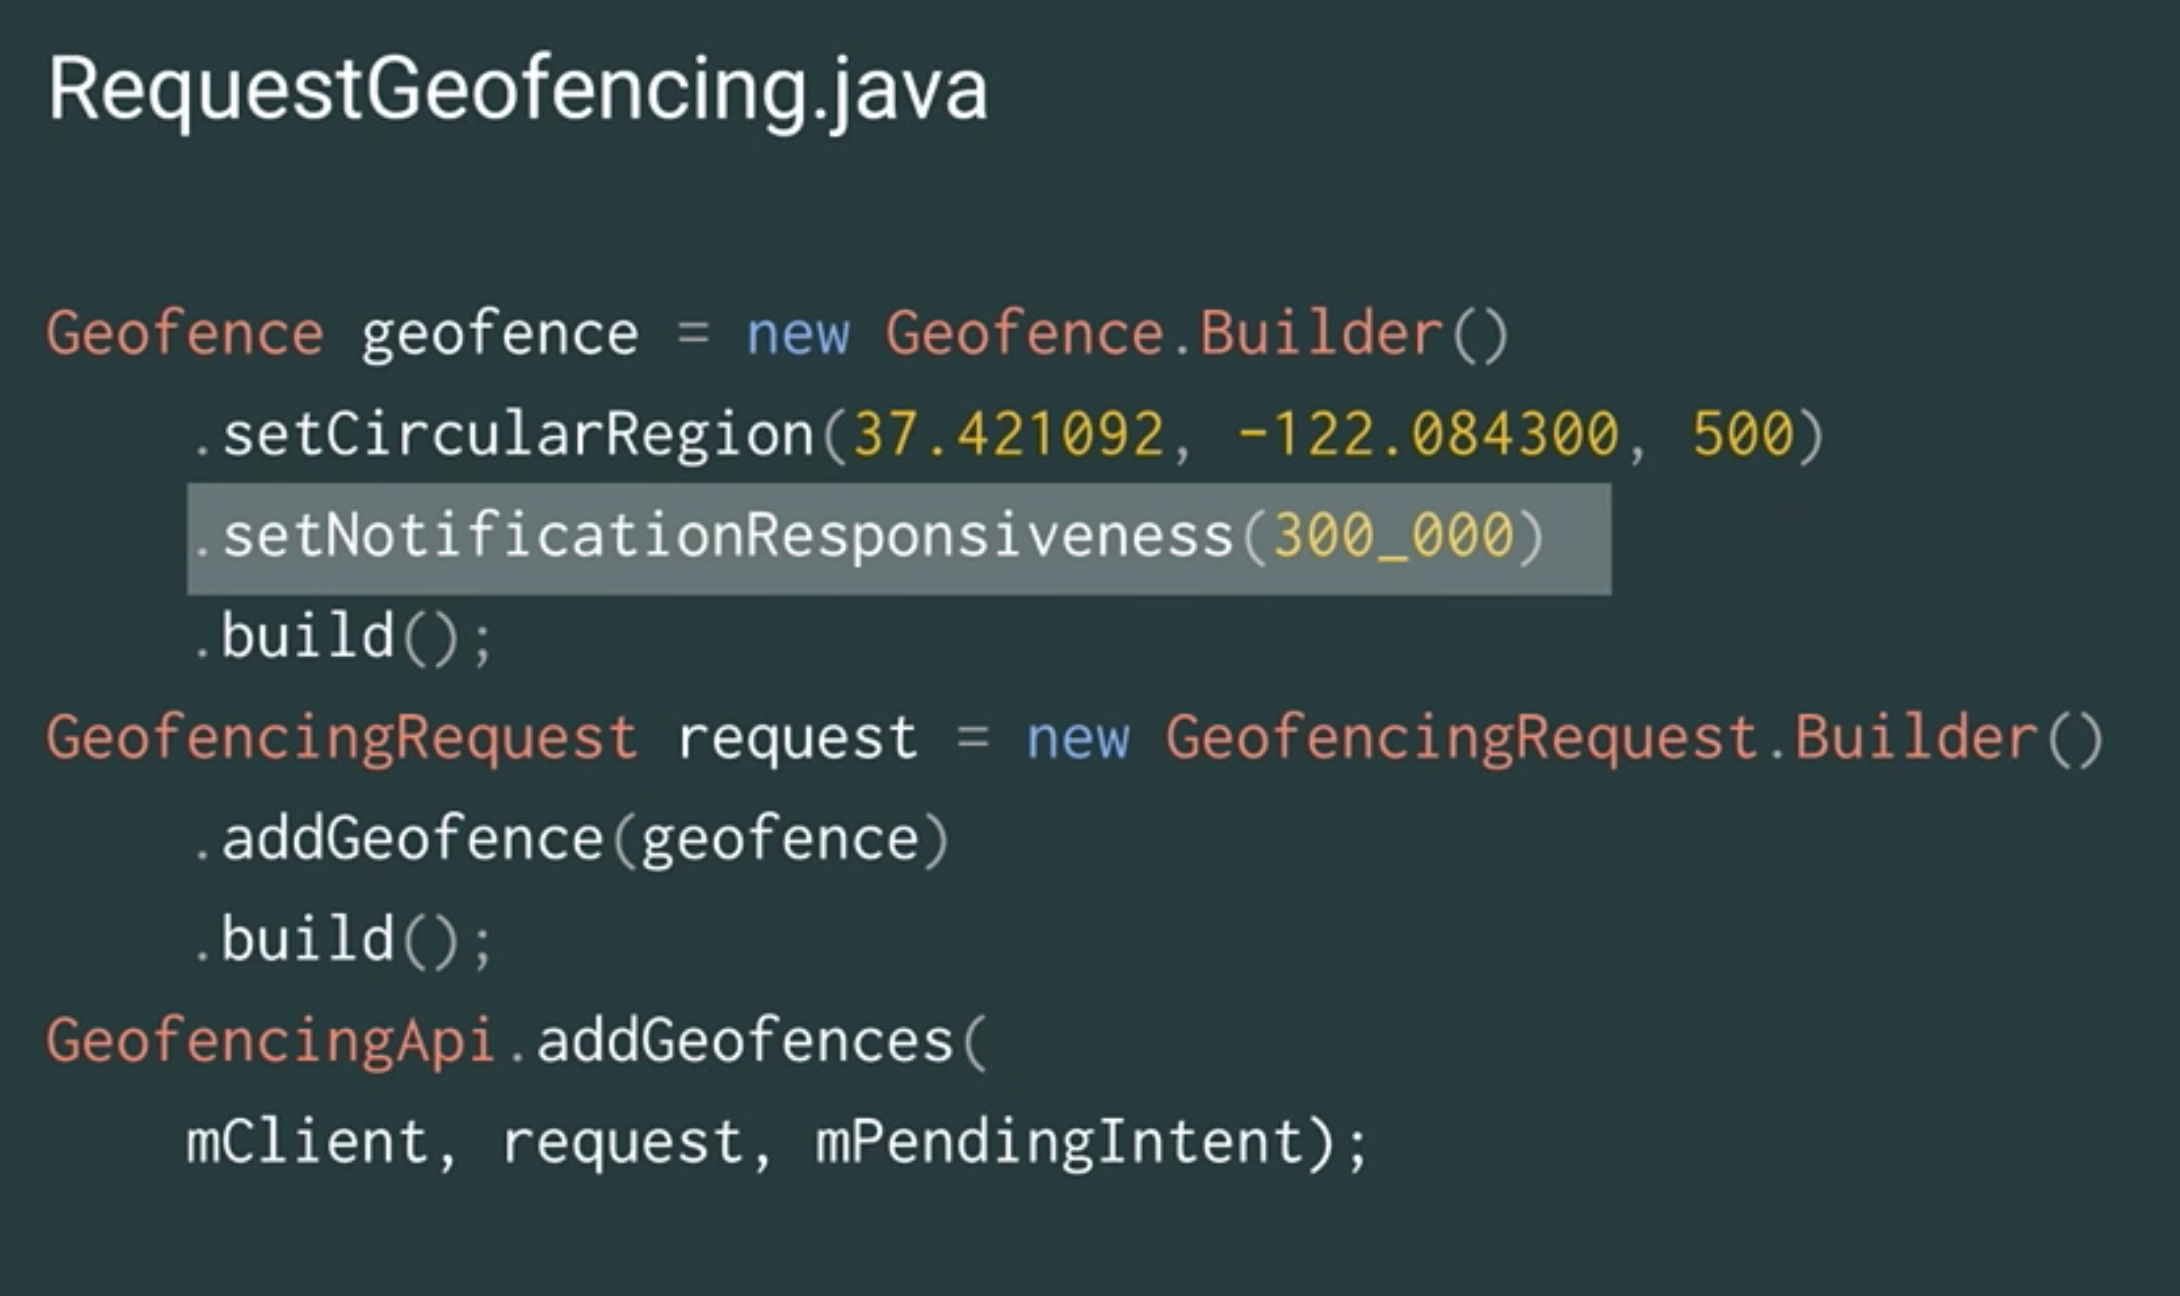 RequestGeofencing.java
Geofence geofence = new Geofence.Builder()
.setCircularRegion(37.421092, -122.084300, 500)
.setNotificationResponsiveness(300_000)
.build();
GeofencingRequest request = new GeofencingRequest.Builder()
.addGeofence(geofence)
.build();
GeofencingApi.addGeofences(
mClient, request, mPendingIntent);